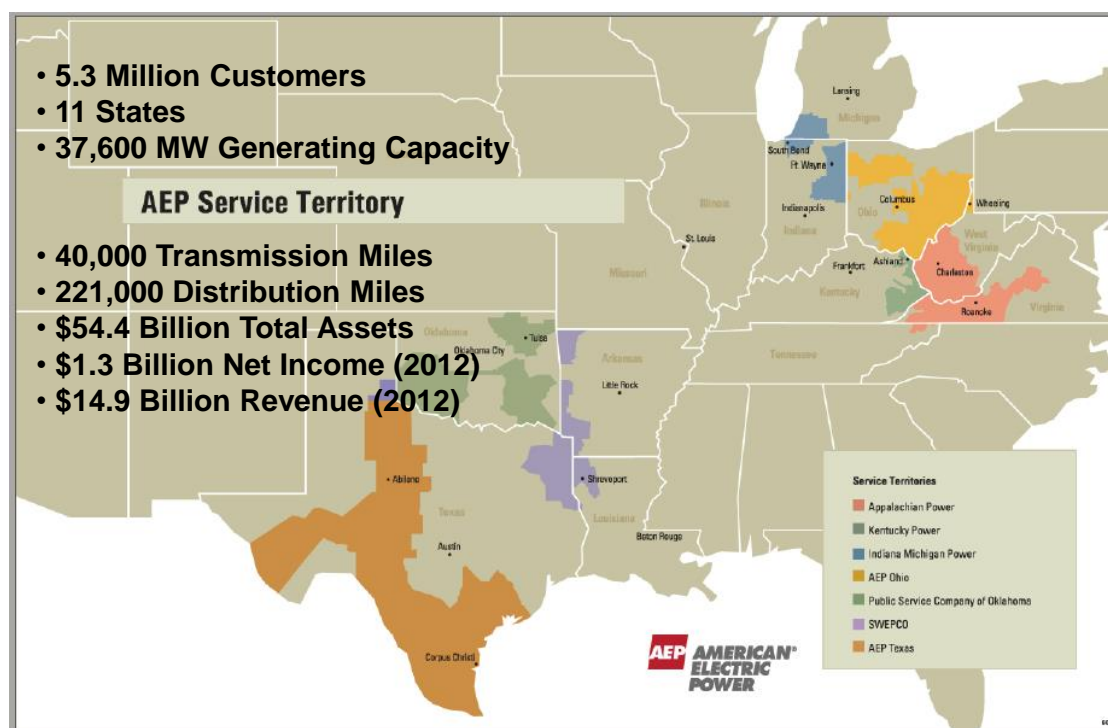 • 5.3 Million Customers
• 11 States
• 37,600 MW Generating Capacity
AEP Service Territory
• 40,000 Transmission Miles
• 221,000 Distribution Miles
• $54.4 Billion Total Assets
• $1.3 Billion Net Income (2012)
• $14.9 Billion Revenue (2012)
Lansing
Michigan
South Bend
Ft. Wayne
Illinois
Indianapolis
Indiana
Ohio
Columbus
Wheeling
St. Louis
Missouri
Frankfort
Kentucky
Ashland
West
Virginia
Charleston
Roanoke
Virginia
Oklahoma
Tulsa
Oklahoma City
Arkansas
Little Rock
Tennessee
Abilene
Texas
Austin
Shreveport
Louisiana
Baton Rouge
Corpus Christi
Service Territories
Appalachian Power
Kentucky Power
Indiana Michigan Power
AEP Ohio
Public Service Company of Oklahoma
SWEPCO
AEP Texas
AEP
AMERICAN®
ELECTRIC
POWER